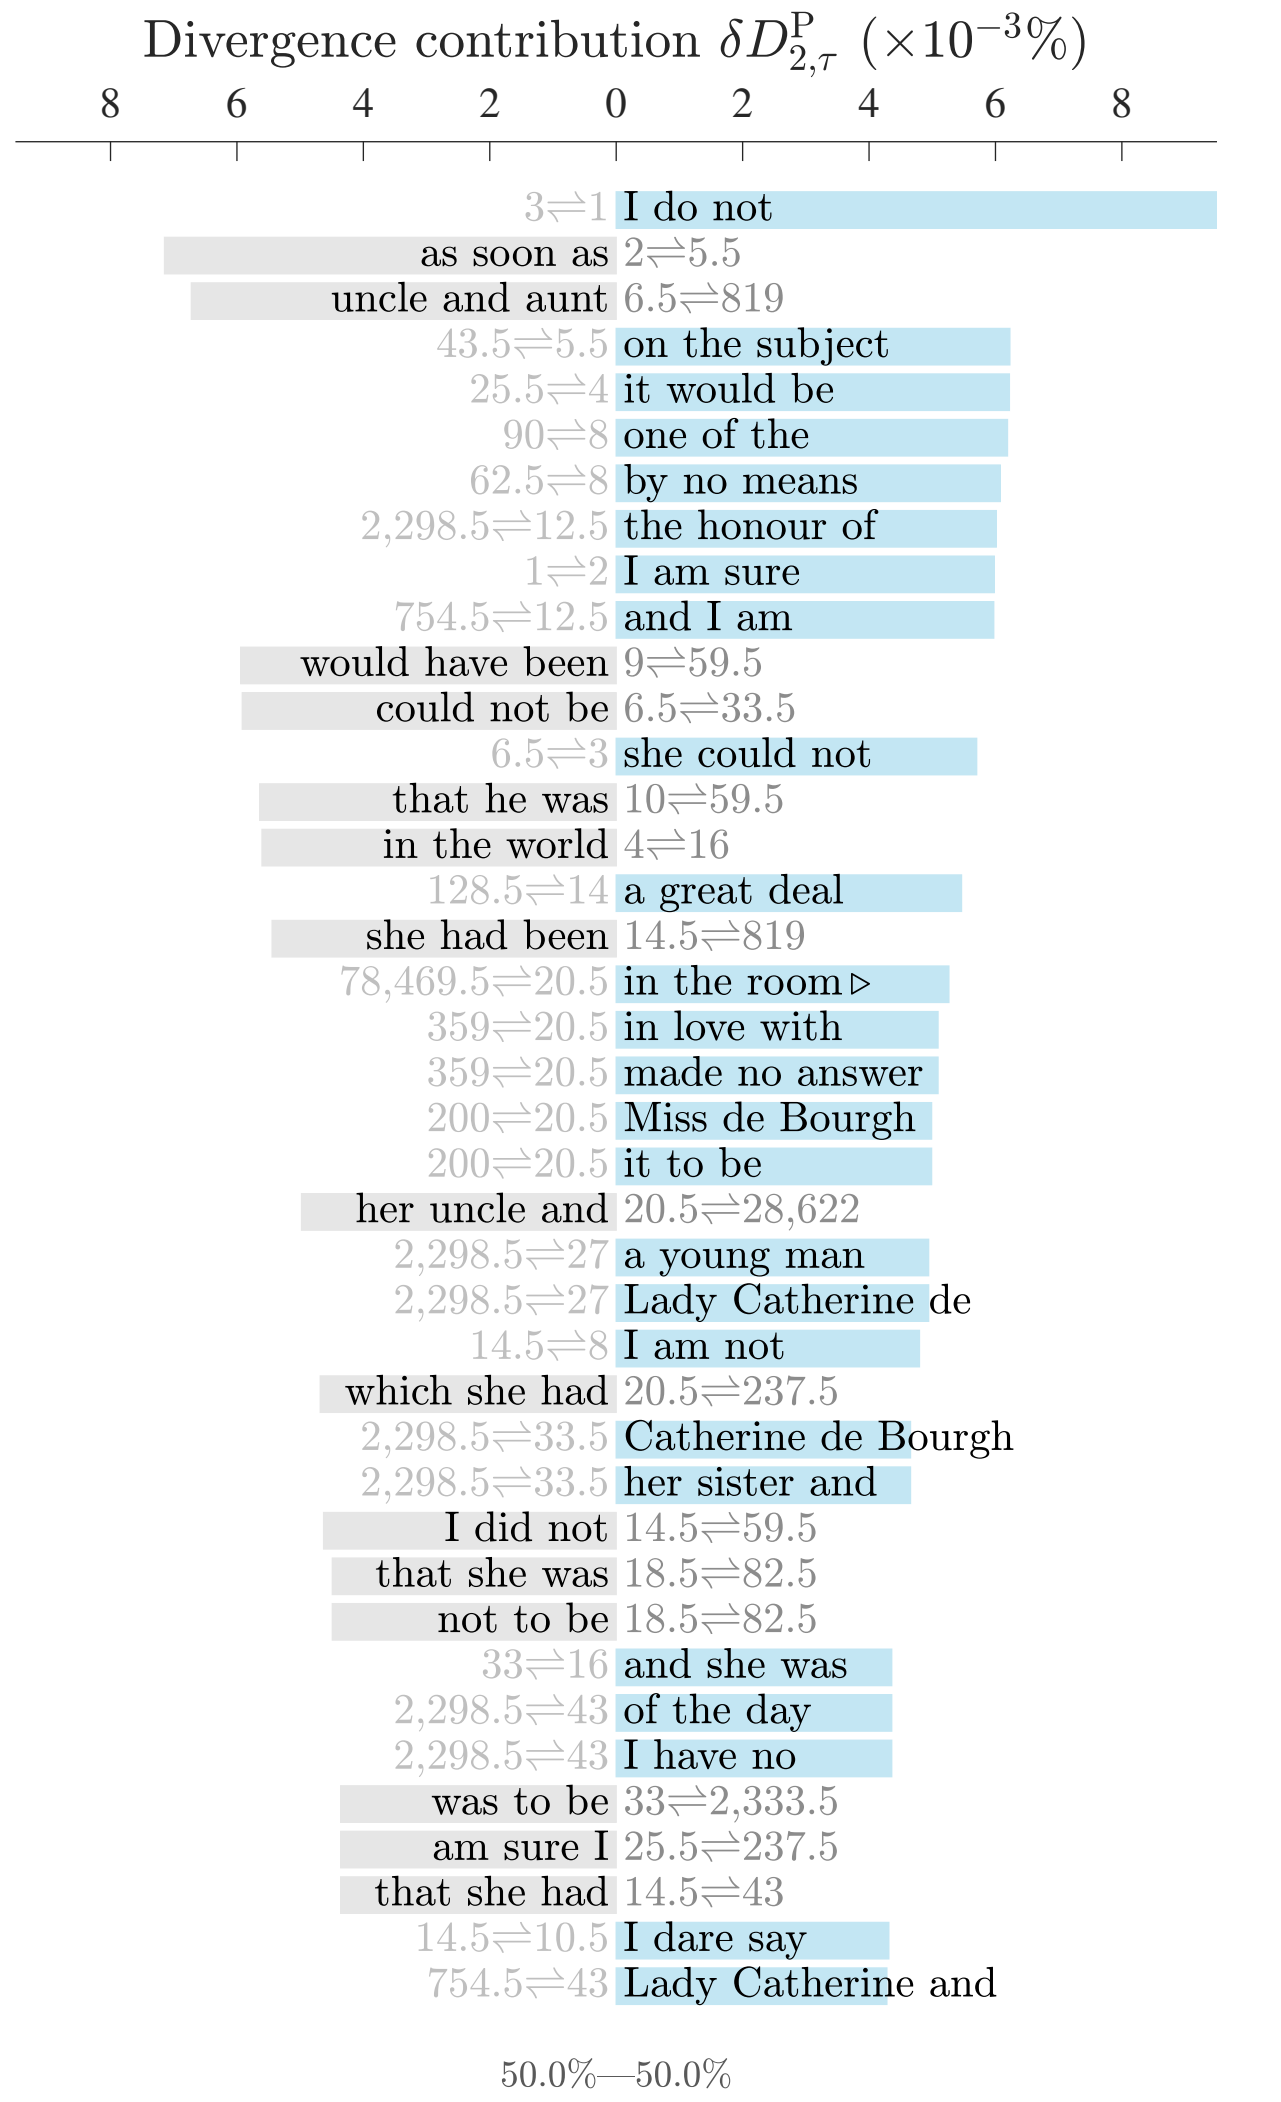 Divergence contribution δD^P_{2,τ} (×10^{−3}%)
8 6 4 2 0 2 4 6 8
3⇌1 I do not
as soon as 2⇌5.5
uncle and aunt 6.5⇌819
43.5⇌5.5 on the subject
25.5⇌4 it would be
90⇌8 one of the
62.5⇌8 by no means
2,298.5⇌12.5 the honour of
1⇌2 I am sure
754.5⇌12.5 and I am
would have been 9⇌59.5
could not be 6.5⇌33.5
6.5⇌3 she could not
that he was 10⇌59.5
in the world 4⇌16
128.5⇌14 a great deal
she had been 14.5⇌819
78,469.5⇌20.5 in the room▷
359⇌20.5 in love with
359⇌20.5 made no answer
200⇌20.5 Miss de Bourgh
200⇌20.5 it to be
her uncle and 20.5⇌28,622
2,298.5⇌27 a young man
2,298.5⇌27 Lady Catherine de
14.5⇌8 I am not
which she had 20.5⇌237.5
2,298.5⇌33.5 Catherine de Bourgh
2,298.5⇌33.5 her sister and
I did not 14.5⇌59.5
that she was 18.5⇌82.5
not to be 18.5⇌82.5
33⇌16 and she was
2,298.5⇌43 of the day
2,298.5⇌43 I have no
was to be 33⇌2,333.5
am sure I 25.5⇌237.5
that she had 14.5⇌43
14.5⇌10.5 I dare say
754.5⇌43 Lady Catherine and
50.0%—50.0%